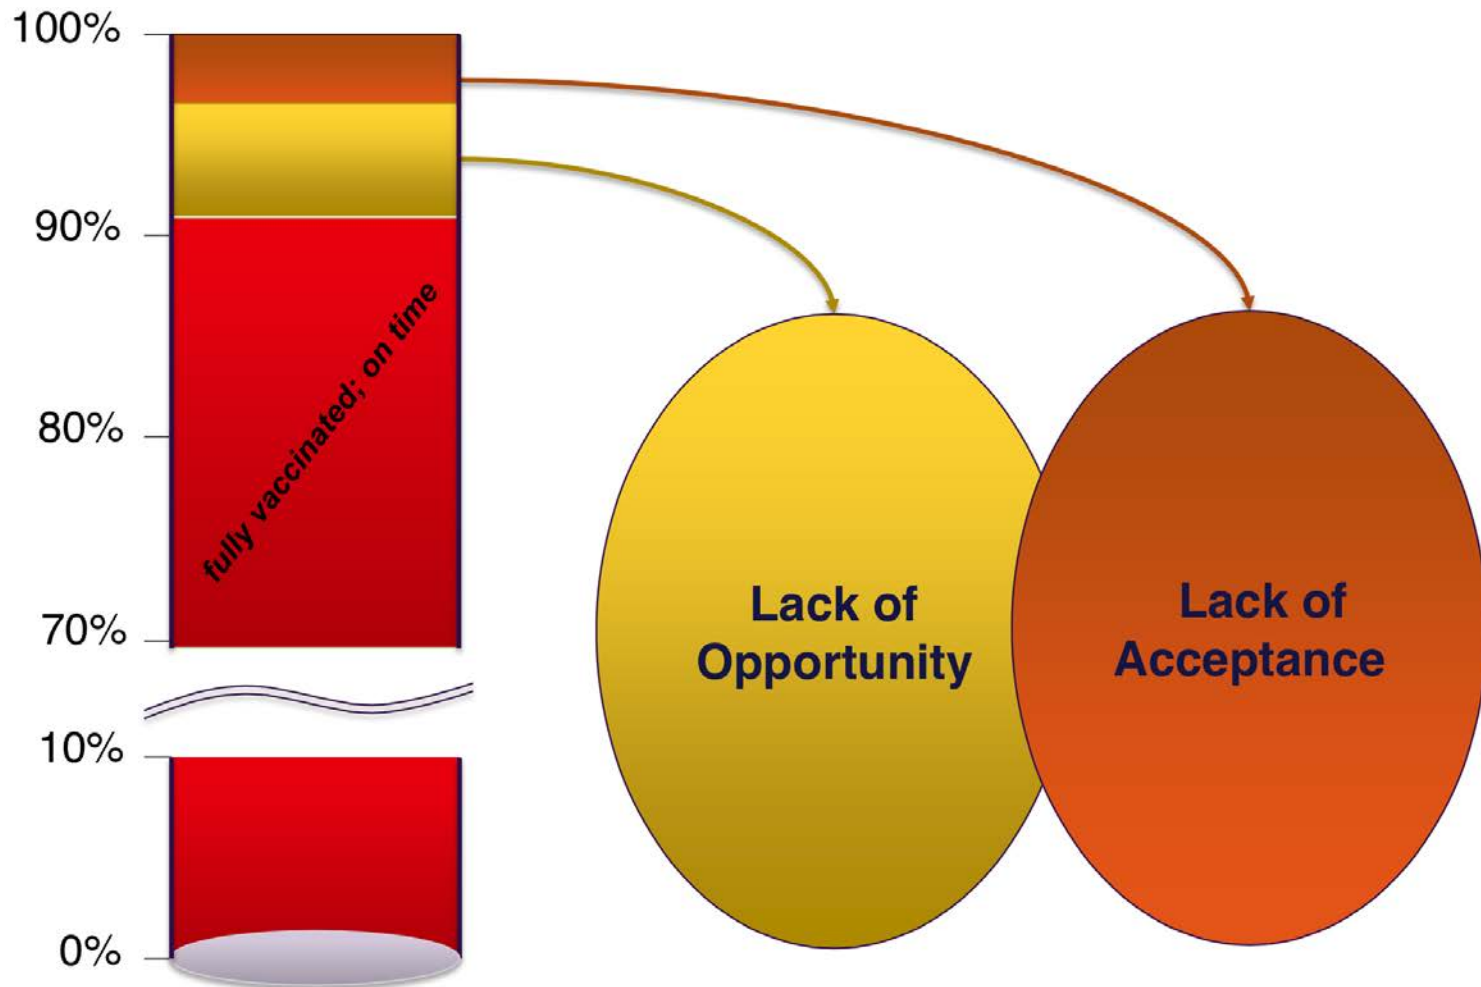 100%
90%
80%
70%
10%
0%
fully vaccinated; on time
Lack of
Opportunity
Lack of
Acceptance